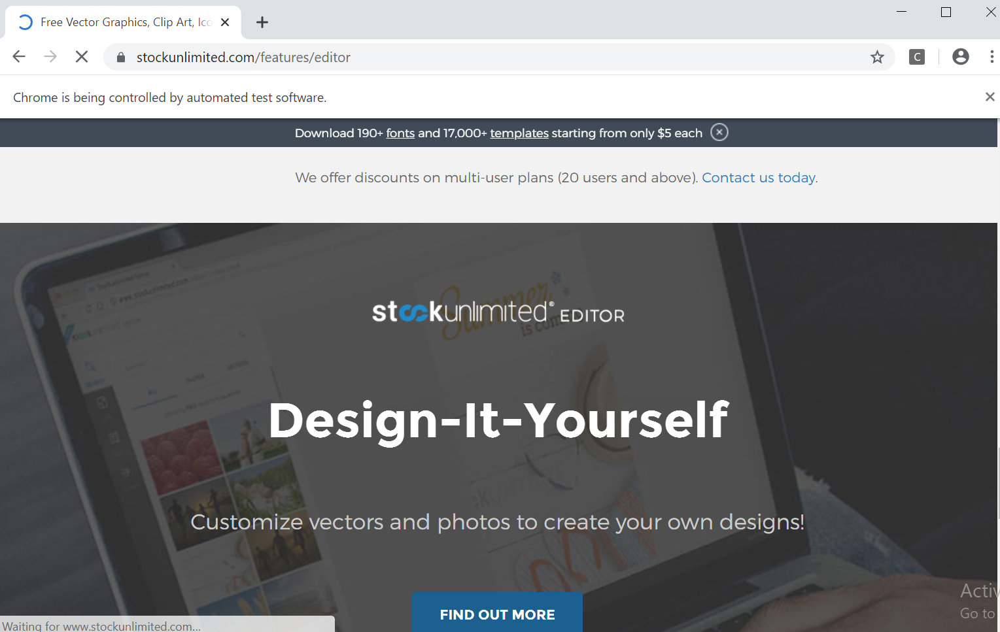 Free Vector Graphics, Clip Art, Ico
stockunlimited.com/features/editor
C
Chrome is being controlled by automated test software.
Download 190+ fonts and 17,000+ templates starting from only $5 each
We offer discounts on multi-user plans (20 users and above). Contact us today.
Summer
is com
stockunlimited® EDITOR
Design-It-Yourself
Customize vectors and photos to create your own designs!
FIND OUT MORE
Activ
Go to
Waiting for www.stockunlimited.com...